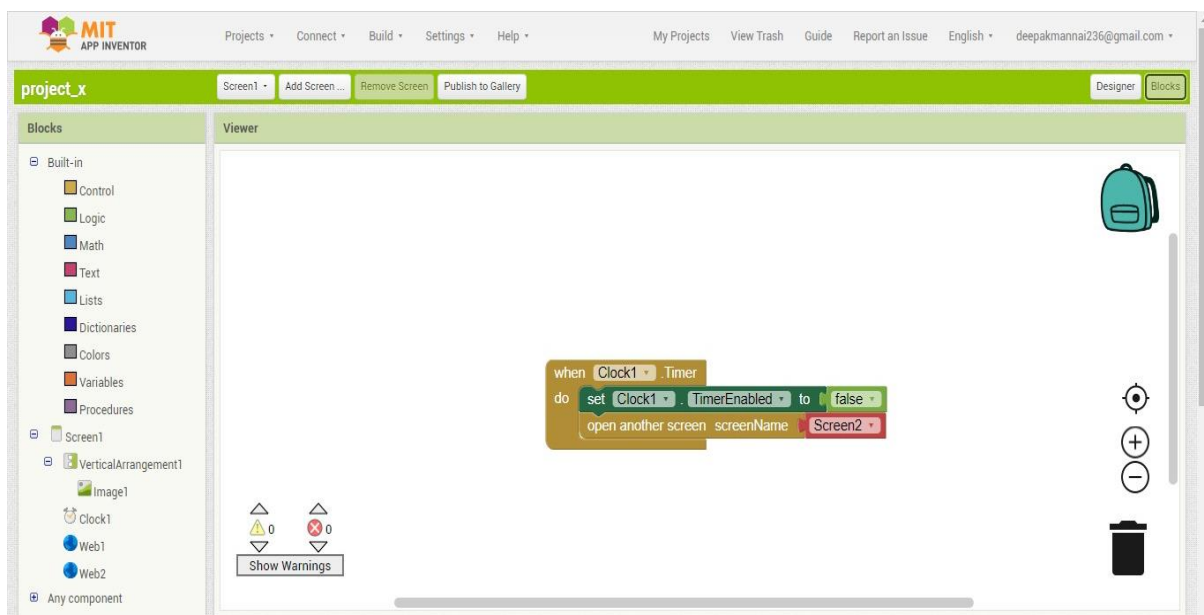 MIT
APP INVENTOR
Projects Connect Build Settings Help My Projects View Trash Guide Report an Issue English deepakmannai236@gmail.com
project_x Screen1 Add Screen ... Remove Screen Publish to Gallery Designer Blocks
Blocks Viewer
Built-in
Control
Logic
Math
Text
Lists
Dictionaries
Colors
Variables
Procedures
Screen1
VerticalArrangement1
Image1
Clock1
Web1
Web2
Any component
when Clock1 .Timer
do set Clock1 . TimerEnabled to false
open another screen screenName Screen2
0 0
Show Warnings